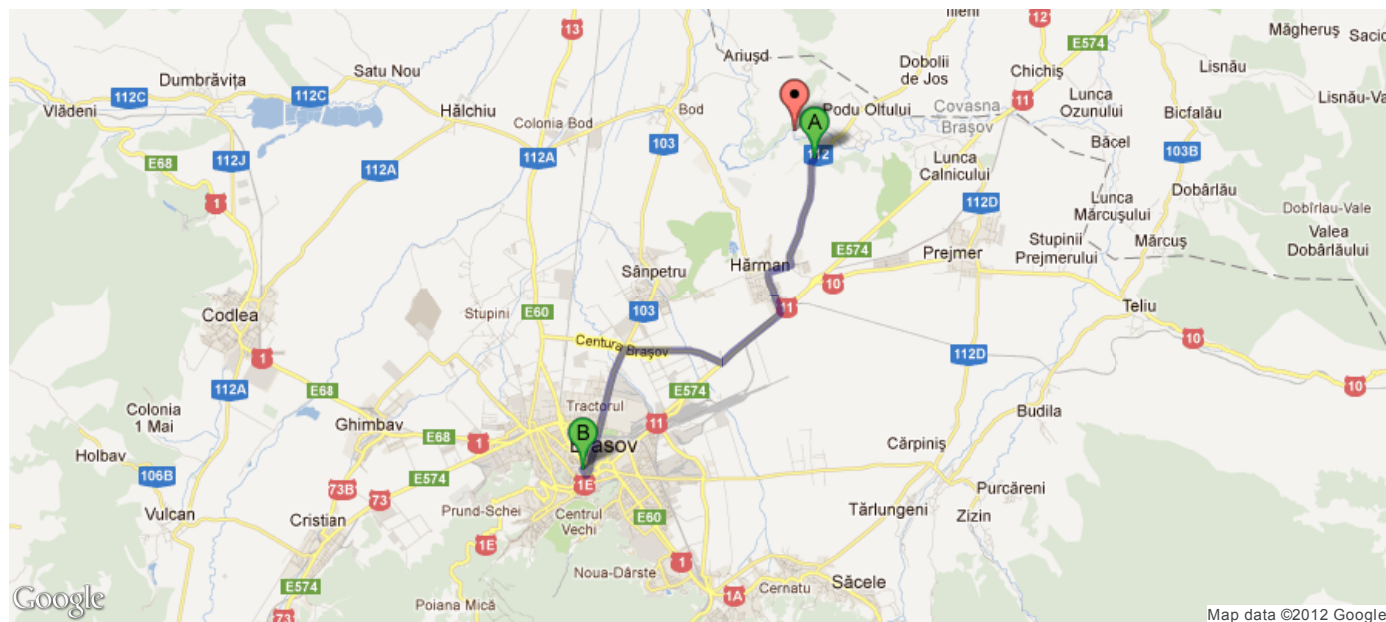 Ilieni
12
Măgheruș
Sacio
13
E574
Ariușd
Dobolii
de Jos
Chichiș
Lisnău
Dumbrăvița
Satu Nou
112C
112C
Vlădeni
Hălchiu
Bod
Podu Oltului
Covasna
Brașov
11
Lunca
Ozunului
Bicfalău
Lisnău-Va
Colonia Bod
A
112A
103
112
Băcel
103B
E68
112J
112A
Lunca
Calnicului
Dobârlău
1
112D
Lunca
Mărcușului
Dobîrlau-Vale
Valea
Dobârlăului
E574
Prejmer
Stupinii
Prejmerului
Mărcuș
Sânpetru
Hărman
10
Codlea
Stupini
E60
103
11
Teliu
10
1
Centura Brașov
112D
10
112A
E68
E574
Colonia
1 Mai
Ghimbav
Tractorul
11
Budila
E68
1
B
Brasov
Cărpiniș
Holbav
106B
E574
73B
73
1E
Purcăreni
Vulcan
Cristian
Prund-Schei
Centrul
Vechi
E60
Tărlungeni
Zizin
1E
1
Noua-Dârste
E574
Cernatu
Săcele
Poiana Mică
1A
73
Google
Map data ©2012 Google